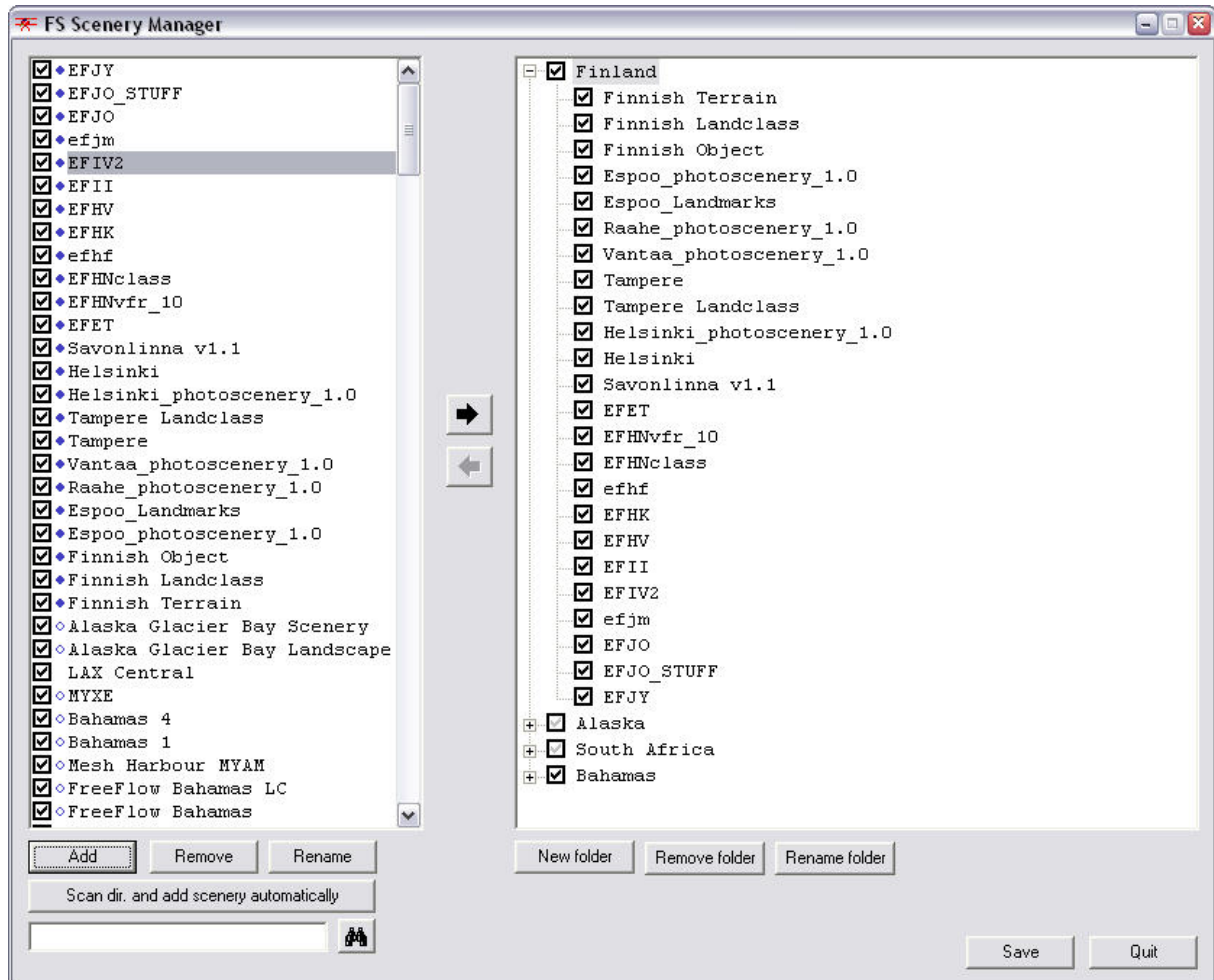 FS Scenery Manager
EFJY
EFJO_STUFF
EFJO
efjm
EFIV2
EFII
EFHV
EFHK
efhf
EFHNclass
EFHNvfr_10
EFET
Savonlinna v1.1
Helsinki
Helsinki_photoscenery_1.0
Tampere Landclass
Tampere
Vantaa_photoscenery_1.0
Raahe_photoscenery_1.0
Espoo_Landmarks
Espoo_photoscenery_1.0
Finnish Object
Finnish Landclass
Finnish Terrain
Alaska Glacier Bay Scenery
Alaska Glacier Bay Landscape
LAX Central
MYXE
Bahamas 4
Bahamas 1
Mesh Harbour MYAM
FreeFlow Bahamas LC
FreeFlow Bahamas
Add
Remove
Rename
Scan dir. and add scenery automatically
Finland
Finnish Terrain
Finnish Landclass
Finnish Object
Espoo_photoscenery_1.0
Espoo_Landmarks
Raahe_photoscenery_1.0
Vantaa_photoscenery_1.0
Tampere
Tampere Landclass
Helsinki_photoscenery_1.0
Helsinki
Savonlinna v1.1
EFET
EFHNvfr_10
EFHNclass
efhf
EFHK
EFHV
EFII
EFIV2
efjm
EFJO
EFJO_STUFF
EFJY
Alaska
South Africa
Bahamas
New folder
Remove folder
Rename folder
Save
Quit